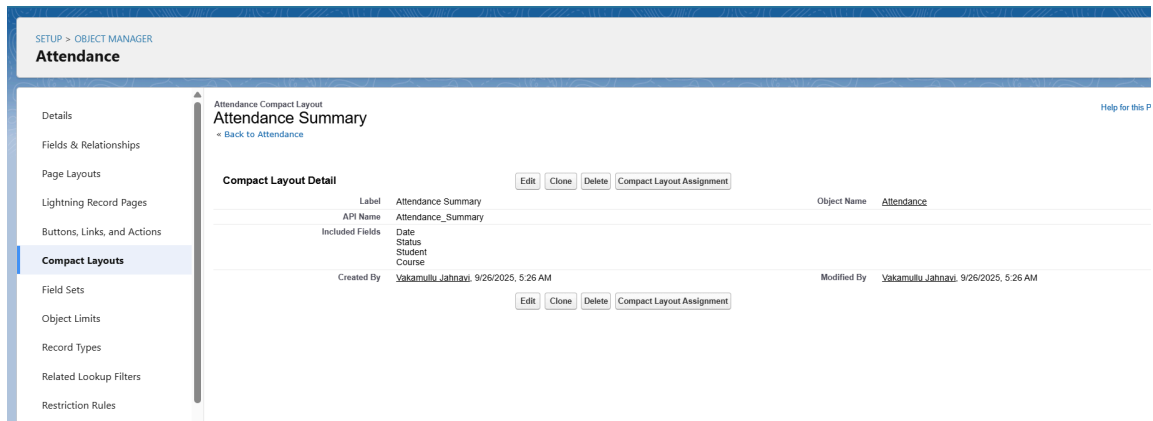 SETUP > OBJECT MANAGER
Attendance
Details
Fields & Relationships
Page Layouts
Lightning Record Pages
Buttons, Links, and Actions
Compact Layouts
Field Sets
Object Limits
Record Types
Related Lookup Filters
Restriction Rules
Attendance Compact Layout
Attendance Summary
« Back to Attendance
Help for this P
Compact Layout Detail Edit Clone Delete Compact Layout Assignment
Label Attendance Summary Object Name Attendance
API Name Attendance_Summary
Included Fields Date
Status
Student
Course
Created By Vakamullu Jahnavi, 9/26/2025, 5:26 AM Modified By Vakamullu Jahnavi, 9/26/2025, 5:26 AM
Edit Clone Delete Compact Layout Assignment